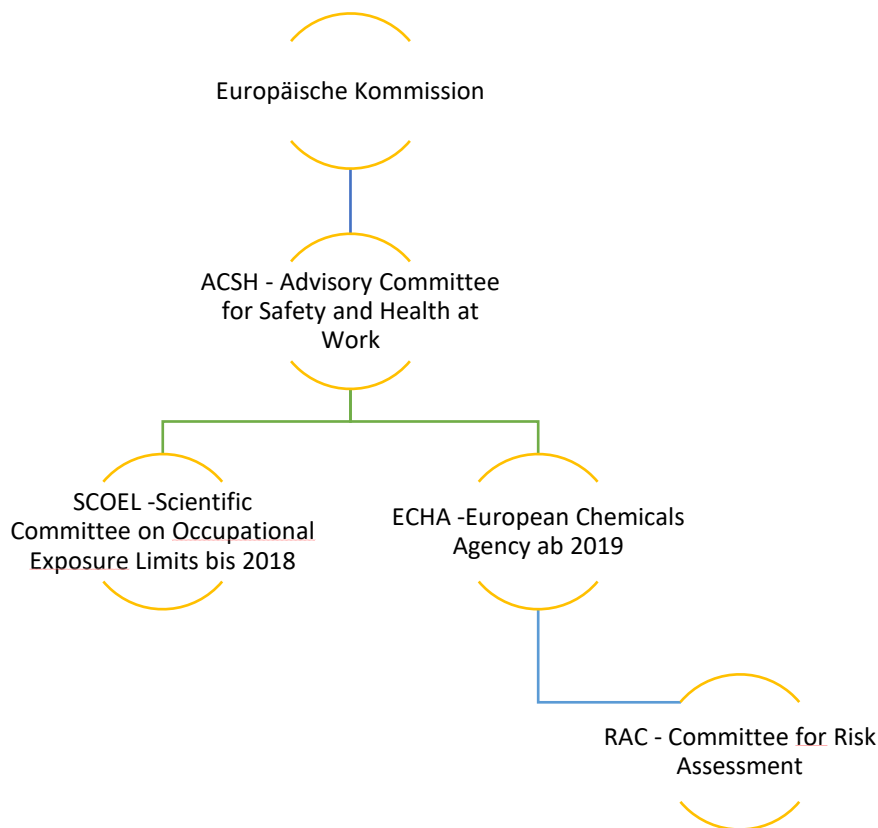 Europäische Kommission
ACSH - Advisory Committee
for Safety and Health at
Work
SCOEL -Scientific
Committee on Occupational
Exposure Limits bis 2018
ECHA -European Chemicals
Agency ab 2019
RAC - Committee for Risk
Assessment